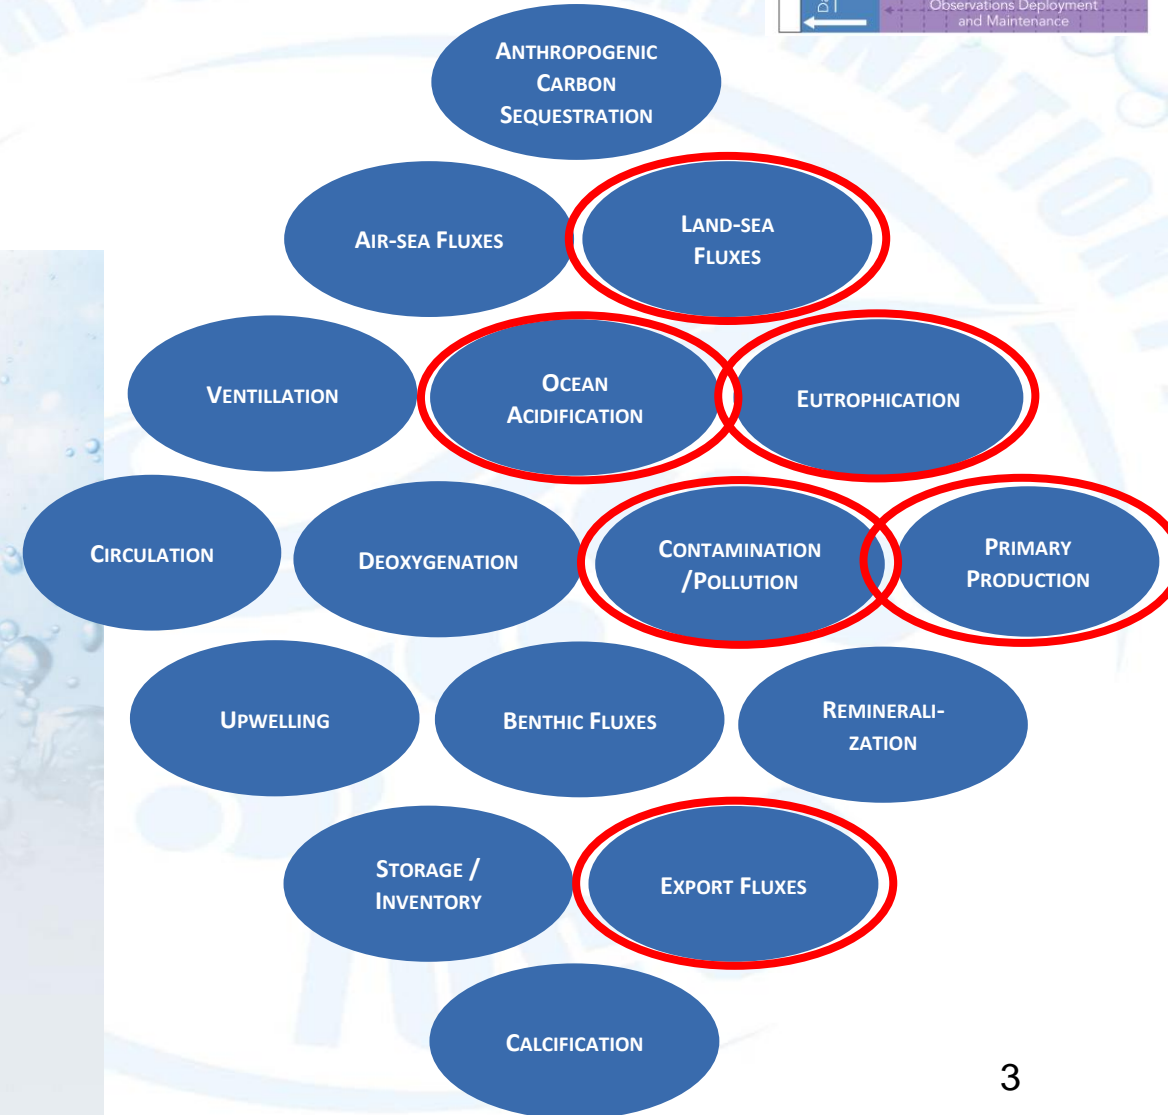 Observations Deployment
and Maintenance
ANTHROPOGENIC
CARBON
SEQUESTRATION
AIR-SEA FLUXES
LAND-SEA
FLUXES
VENTILLATION
OCEAN
ACIDIFICATION
EUTROPHICATION
CIRCULATION
DEOXYGENATION
CONTAMINATION
/POLLUTION
PRIMARY
PRODUCTION
UPWELLING
BENTHIC FLUXES
REMINERALI-
ZATION
STORAGE /
INVENTORY
EXPORT FLUXES
CALCIFICATION
3